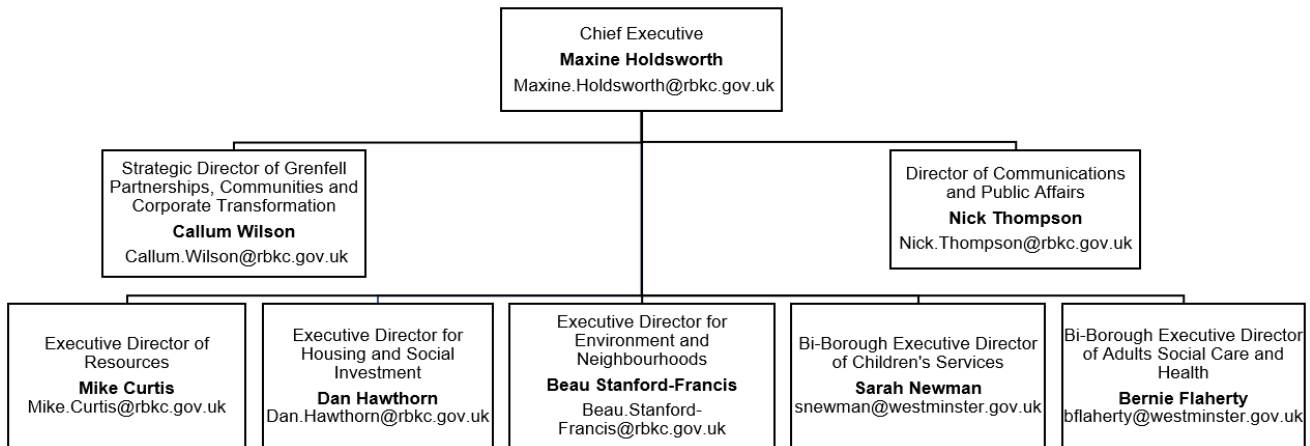 Chief Executive
Maxine Holdsworth
Maxine.Holdsworth@rbkc.gov.uk
Strategic Director of Grenfell
Partnerships, Communities and
Corporate Transformation
Callum Wilson
Callum.Wilson@rbkc.gov.uk
Director of Communications
and Public Affairs
Nick Thompson
Nick.Thompson@rbkc.gov.uk
Executive Director of
Resources
Mike Curtis
Mike.Curtis@rbkc.gov.uk
Executive Director for
Housing and Social
Investment
Dan Hawthorn
Dan.Hawthorn@rbkc.gov.uk
Executive Director for
Environment and
Neighbourhoods
Beau Stanford-Francis
Beau.Stanford-
Francis@rbkc.gov.uk
Bi-Borough Executive Director
of Children's Services
Sarah Newman
snewman@westminster.gov.uk
Bi-Borough Executive Director
of Adults Social Care and
Health
Bernie Flaherty
bflaherty@westminster.gov.uk